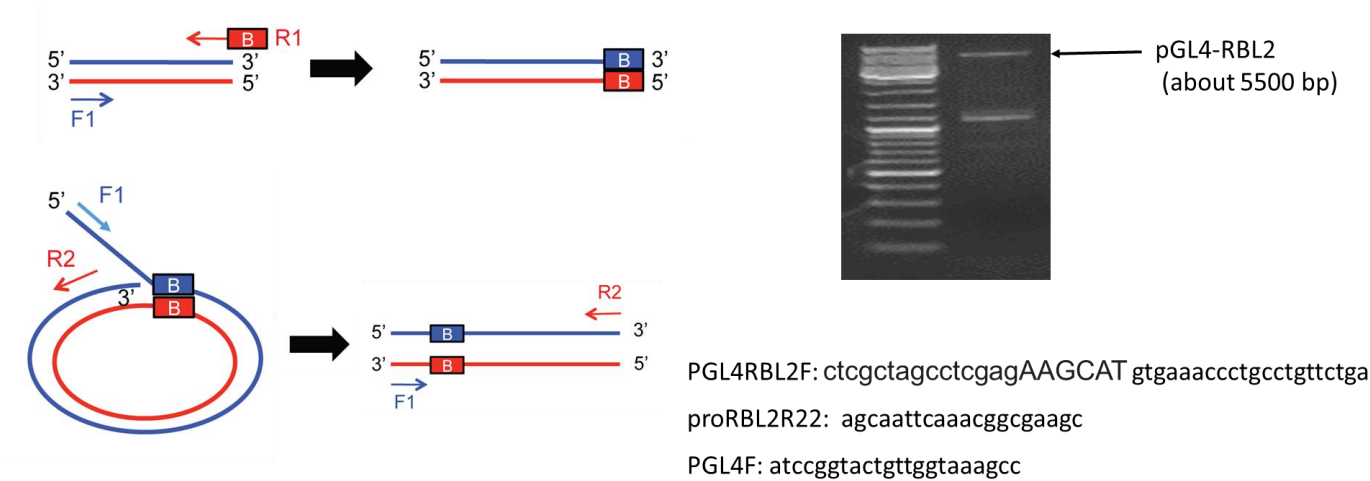 B R1
5’ 3’
3’ 5’
F1
5’ B 3’
3’ B 5’
5’ F1
R2
B
3’ B
R2
5’ B 3’
3’ B 5’
F1
pGL4-RBL2
(about 5500 bp)
PGL4RBL2F: ctcgctagcctcgagAAGCAT gtgaaaccctgcctgttctga
proRBL2R22: agcaattcaaacggcgaagc
PGL4F: atccggtactgttggtaaagcc